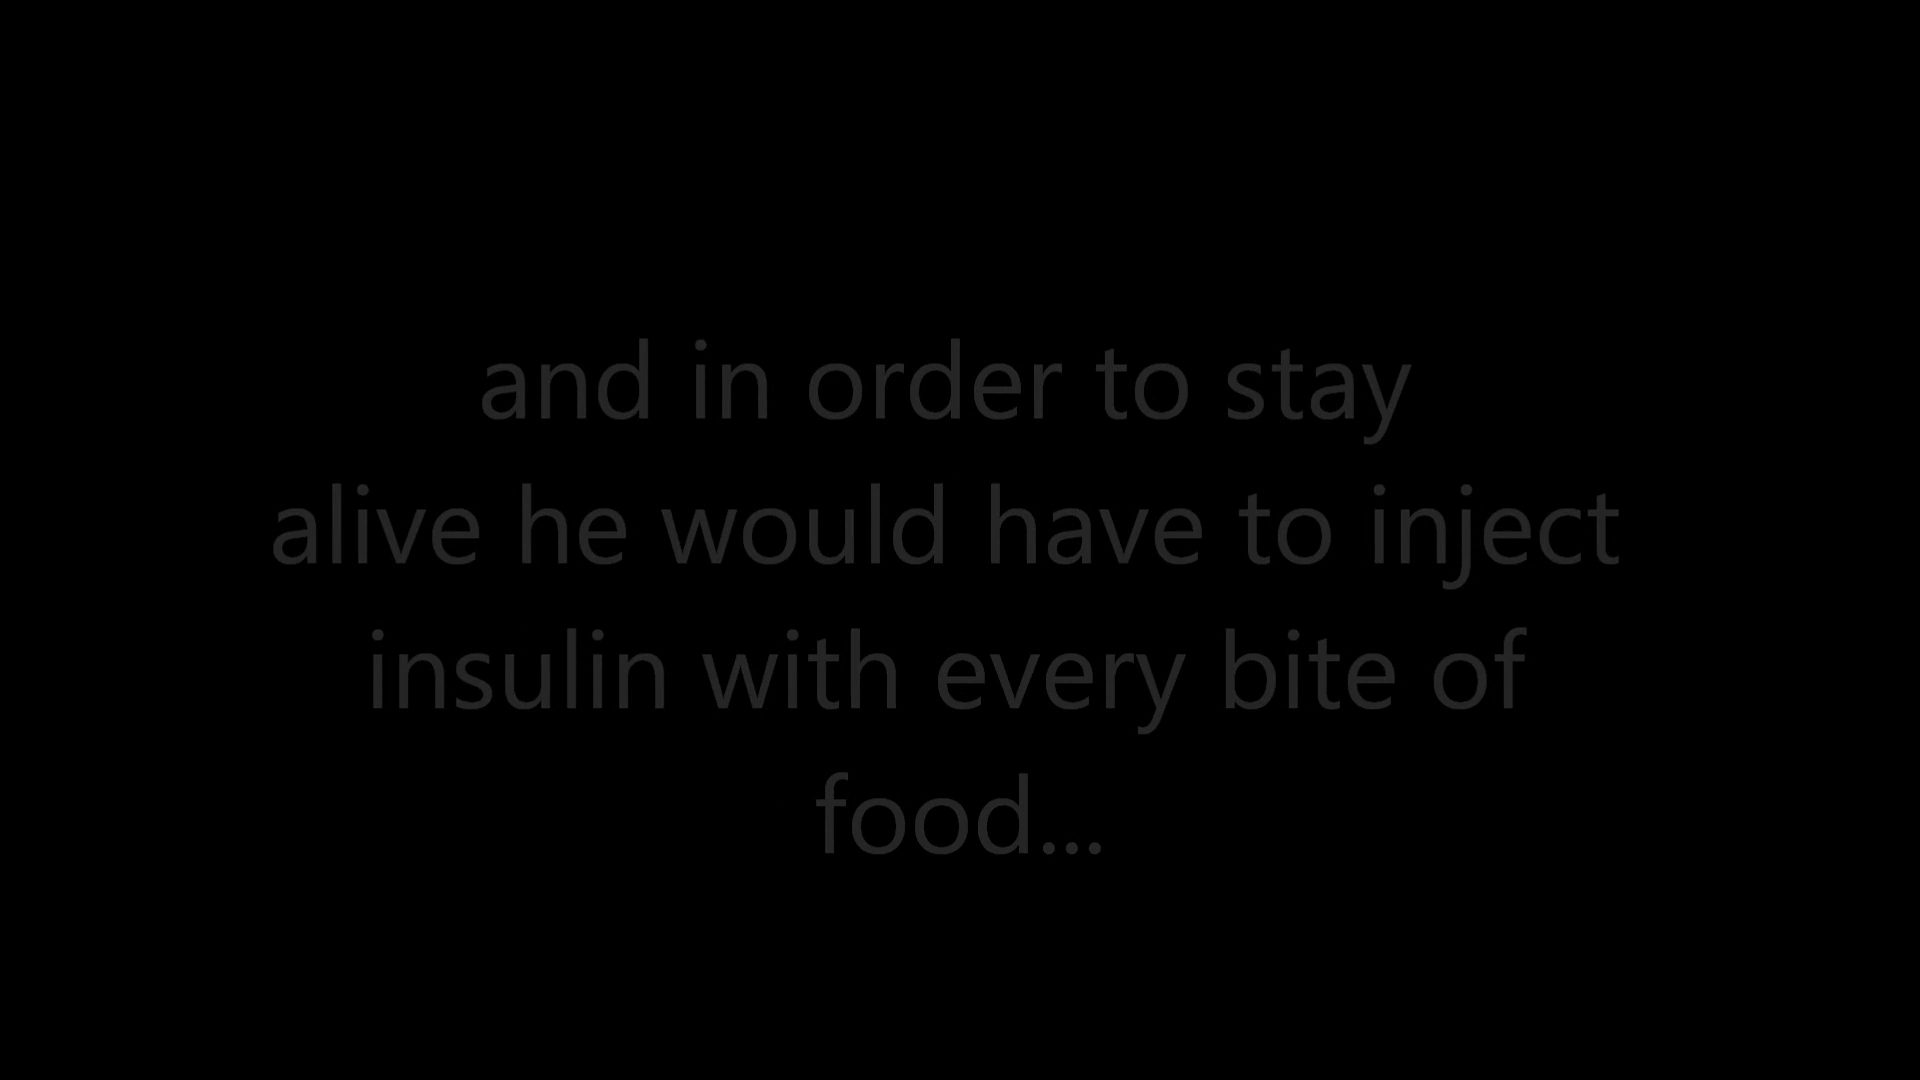 and in order to stay
alive he would have to inject
insulin with every bite of
food...